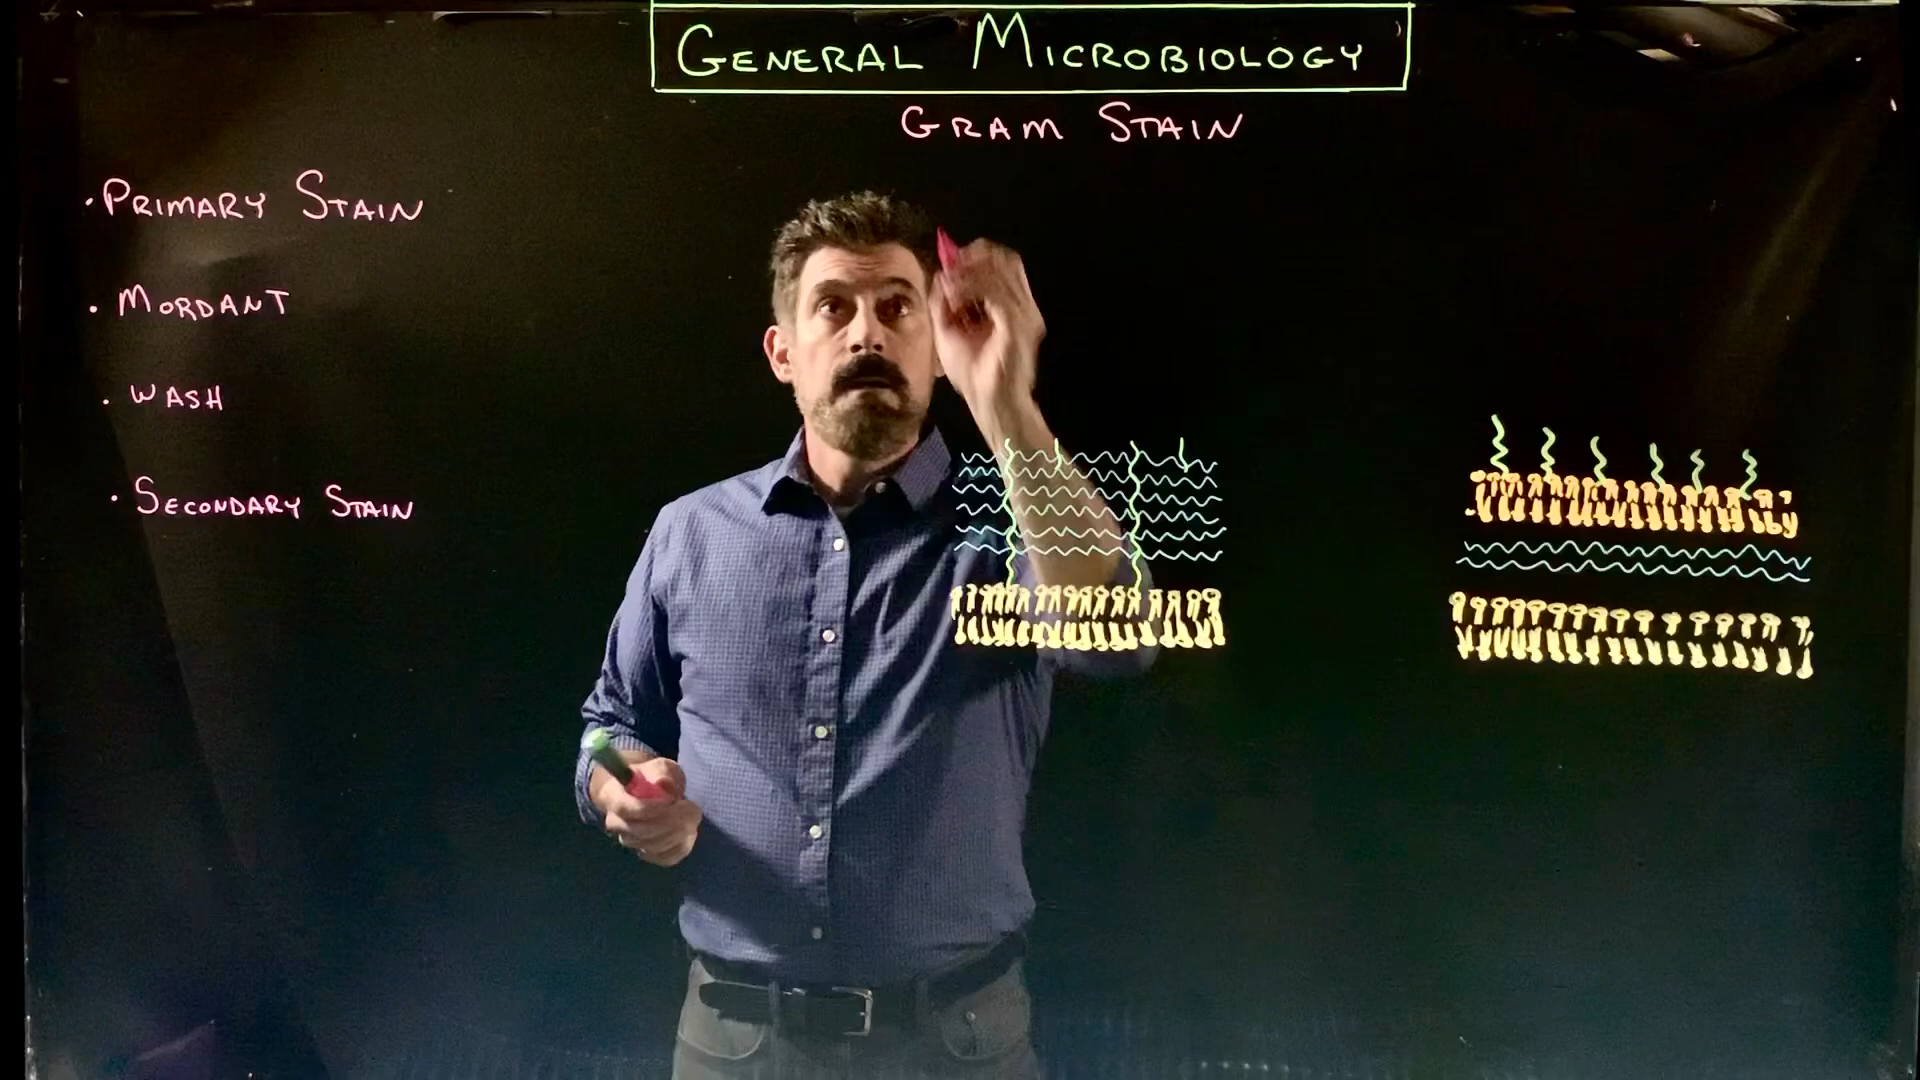 GENERAL MICROBIOLOGY
GRAM STAIN
· PRIMARY STAIN
· MORDANT
· WASH
· SECONDARY STAIN